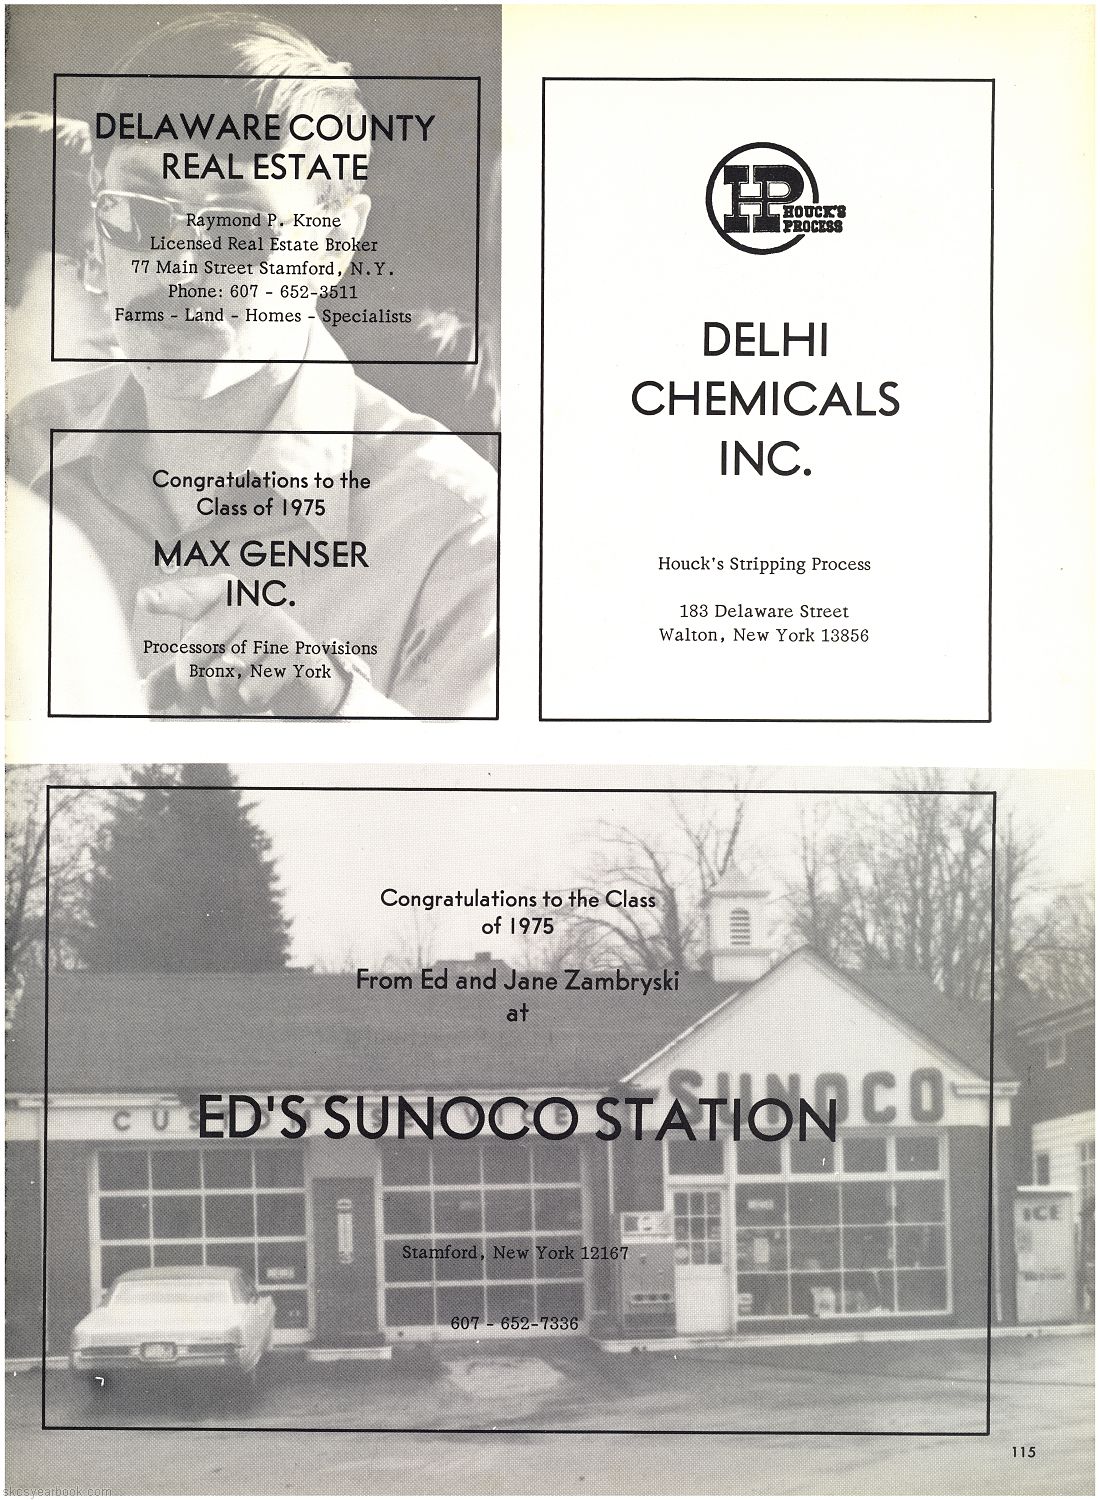 DELAWARE COUNTY
REAL ESTATE
Raymond P. Krone
Licensed Real Estate Broker
77 Main Street Stamford, N.Y.
Phone: 607 - 652-3511
Farms - Land - Homes - Specialists
Congratulations to the
Class of 1975
MAX GENSER
INC.
Processors of Fine Provisions
Bronx, New York
HP
HOUCK'S
PROCESS
DELHI
CHEMICALS
INC.
Houck's Stripping Process
183 Delaware Street
Walton, New York 13856
Congratulations to the Class
of 1975
From Ed and Jane Zambryski
at
SUNOCO
ED'S SUNOCO STATION
ICE
Stamford, New York 12167
607 - 652-7336
115
skcsyearbook.com